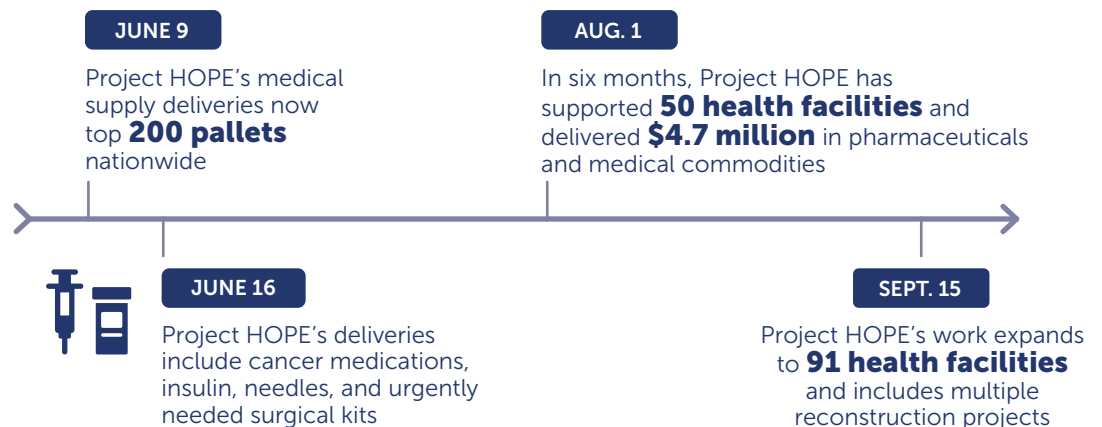 JUNE 9
Project HOPE’s medical
supply deliveries now
top 200 pallets
nationwide
AUG. 1
In six months, Project HOPE has
supported 50 health facilities and
delivered $4.7 million in pharmaceuticals
and medical commodities
JUNE 16
Project HOPE’s deliveries
include cancer medications,
insulin, needles, and urgently
needed surgical kits
SEPT. 15
Project HOPE’s work expands
to 91 health facilities
and includes multiple
reconstruction projects